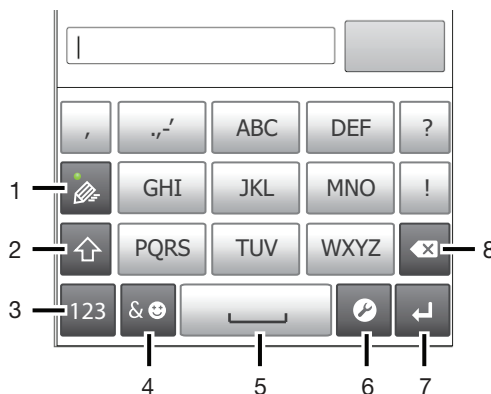 , .,-’ ABC DEF ?
1 GHI JKL MNO !
2 PQRS TUV WXYZ 8
3 123 &
4 5 6 7